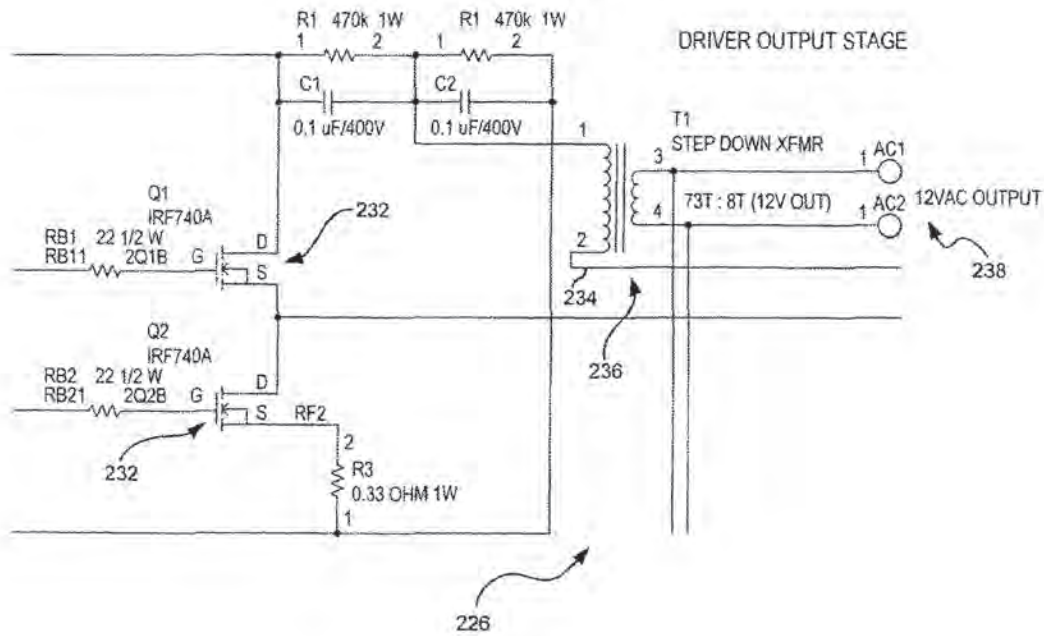 R1 470k 1W
R1 470k 1W
1
2
1
2
DRIVER OUTPUT STAGE
C1
C2
0.1 uF/400V
0.1 uF/400V
T1
STEP DOWN XFMR
1
3
1
AC1
73T : 8T (12V OUT)
4
1
AC2
12VAC OUTPUT
2
238
234
236
Q1
IRF740A
232
RB1 22 1/2 W
RB11
2Q1B
G
D
S
Q2
IRF740A
RB2 22 1/2 W
RB21
2Q2B
G
D
S
RF2
232
2
R3
0.33 OHM 1W
1
226